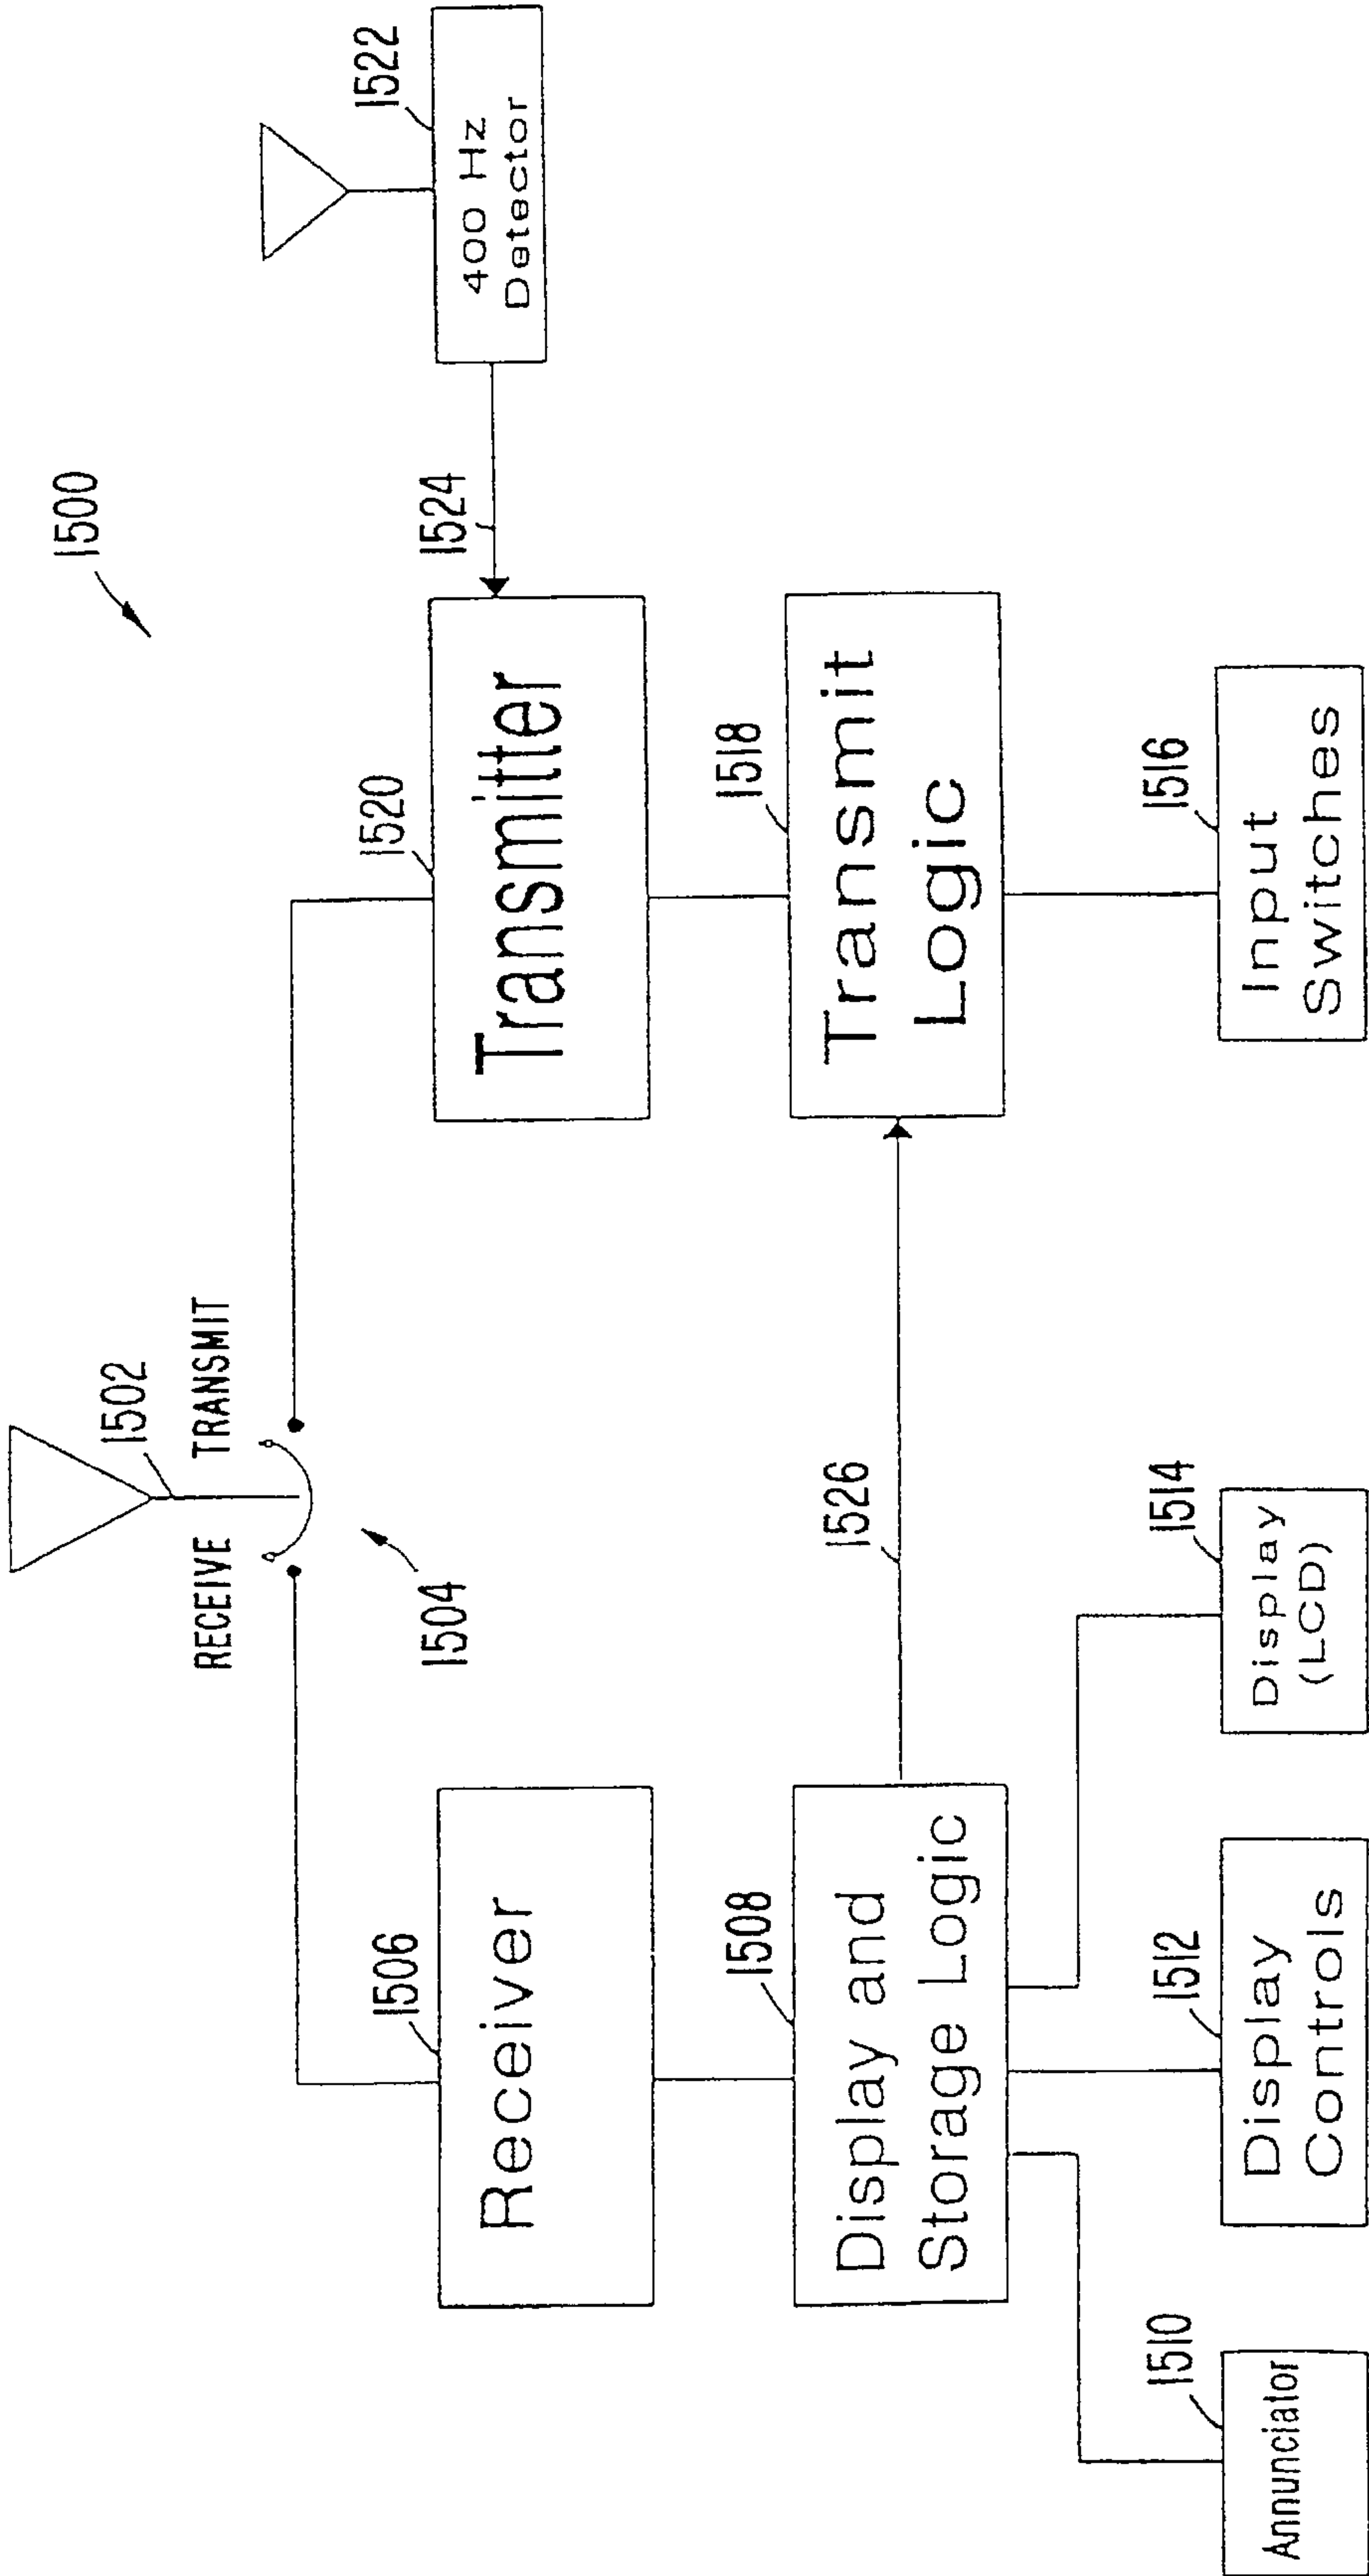 1500
1502
RECEIVE
TRANSMIT
1504
1522
400 Hz
Detector
1506
Receiver
1520
Transmitter
1524
1508
Display and
Storage Logic
1526
1518
Transmit
Logic
1510
Annunciator
1512
Display
Controls
1514
Display
(LCD)
1516
Input
Switches